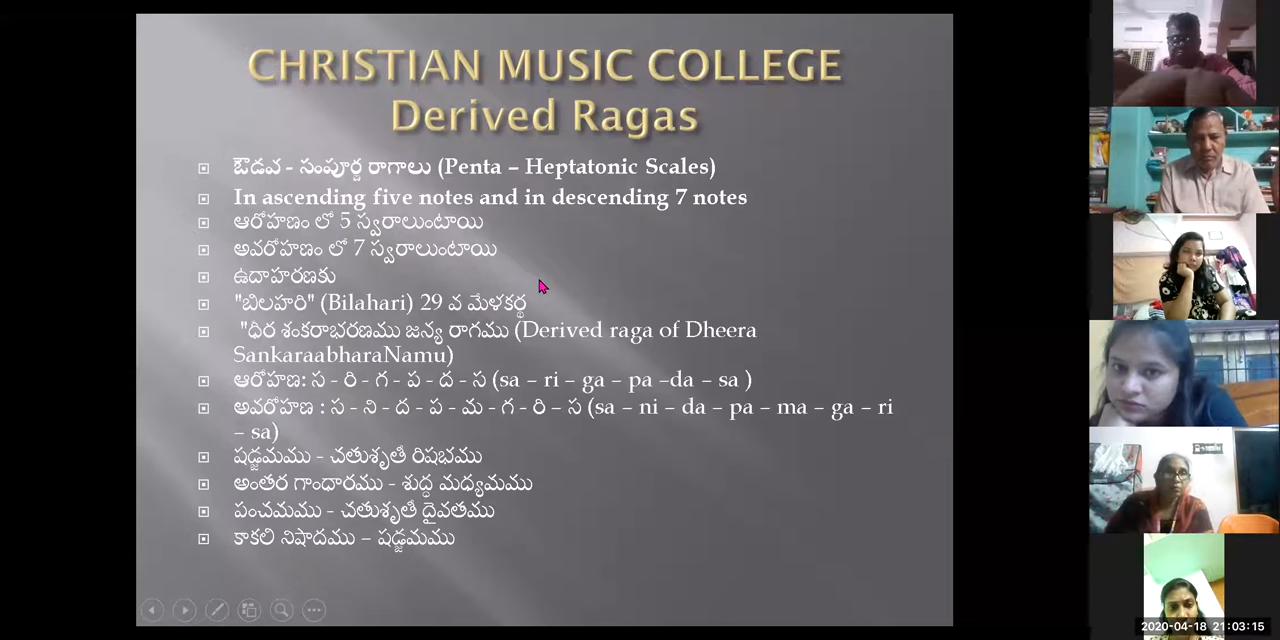 CHRISTIAN MUSIC COLLEGE
Derived Ragas
ఔడవ - సంపూర్ణ రాగాలు (Penta – Heptatonic Scales)
In ascending five notes and in descending 7 notes
ఆరోహణం లో 5 స్వరాలుంటాయి
అవరోహణం లో 7 స్వరాలుంటాయి
ఉదాహరణకు
"బిలహరి" (Bilahari) 29 వ మేళకర్థ
"ధిర శంకరాభరణము జన్య రాగము (Derived raga of Dheera
SankaraabharaNamu)
ఆరోహణ: స - రి - గ - ప - ద - స (sa – ri – ga – pa –da – sa )
అవరోహణ : స - ని - ద - ప - మ - గ - రి – స (sa – ni – da – pa – ma – ga – ri
– sa)
షడ్జమము - చతుశృతీ రిషభము
అంతర గాంధారము - శుద్ధ మధ్యమము
పంచమము - చతుశృతీ దైవతము
కాకలి నిషాదము – షడ్జమము
2020-04-18 21:03:15